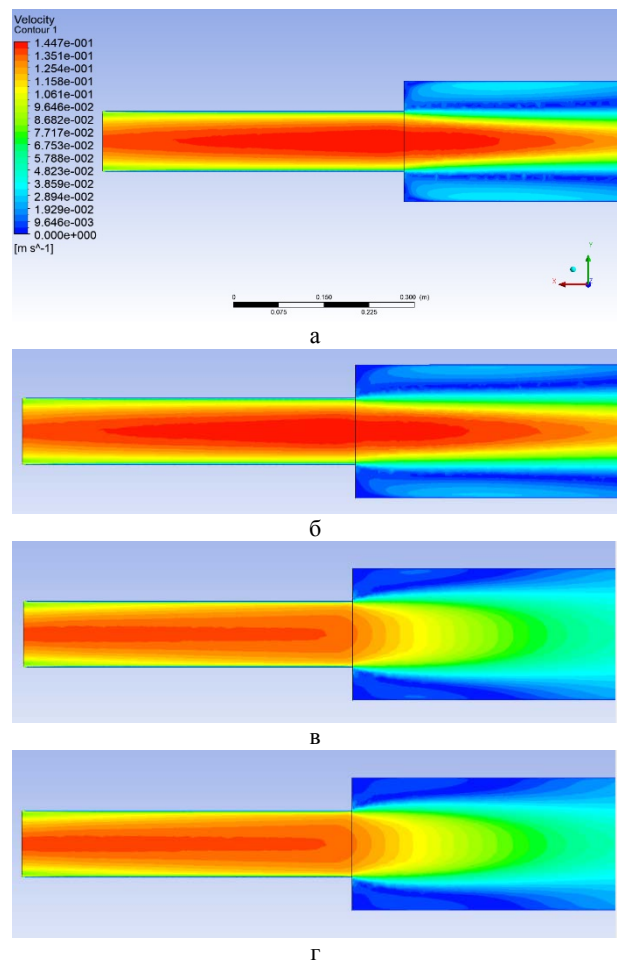 Velocity
Contour 1
1.447e-001
1.351e-001
1.254e-001
1.158e-001
1.061e-001
9.646e-002
8.682e-002
7.717e-002
6.753e-002
5.788e-002
4.823e-002
3.859e-002
2.894e-002
1.929e-002
9.646e-003
0.000e+000
[m s^-1]
0 0.150 0.300 (m)
0.075 0.225
Y
X
Z
а
б
в
г